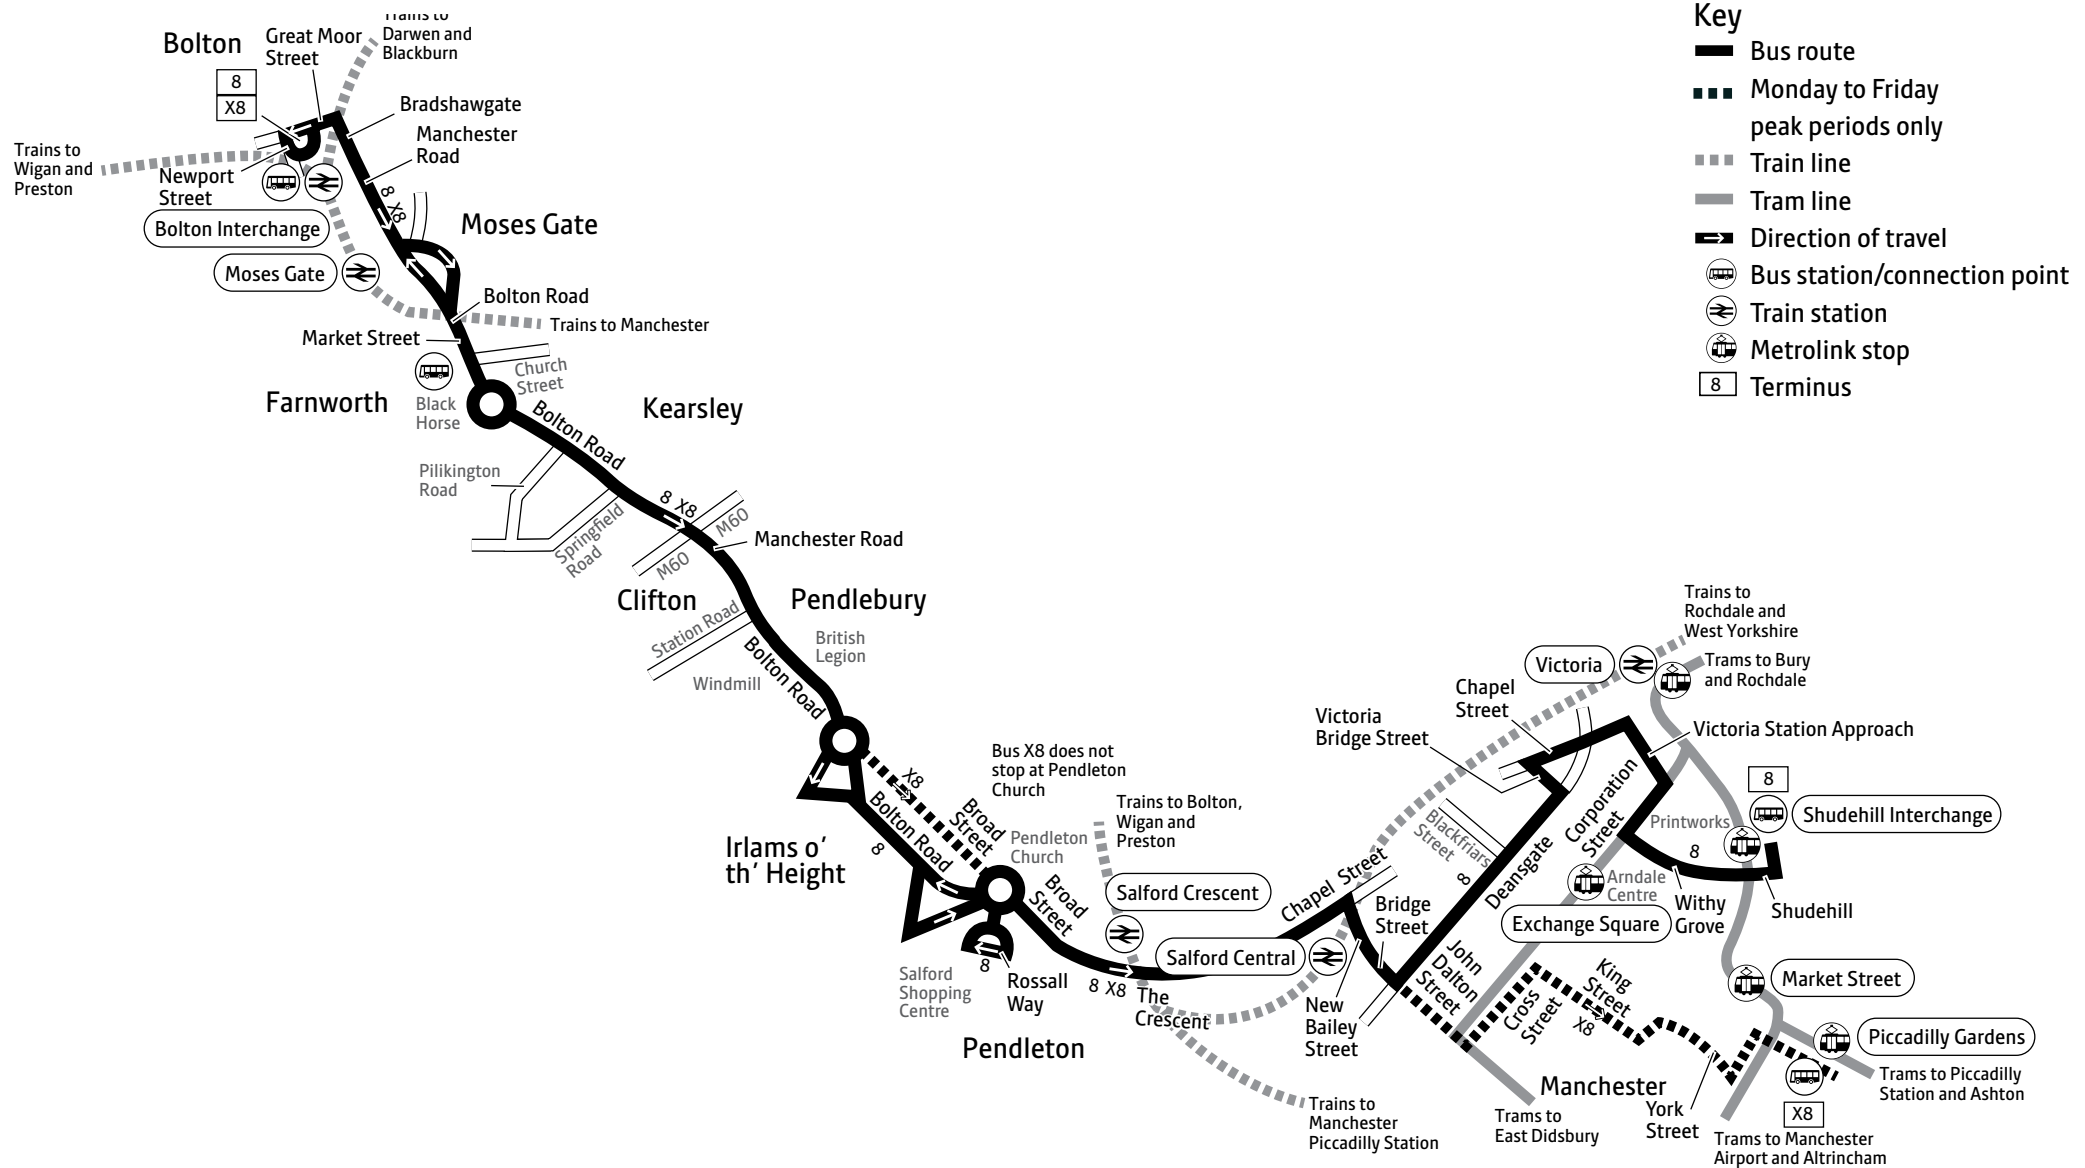 Key
Bus route
Monday to Friday
peak periods only
Train line
Tram line
Direction of travel
Bus station/connection point
Train station
Metrolink stop
8
Terminus
Bolton
Great Moor
Street
Trains to
Darwen and
Blackburn
8
X8
Bradshawgate
Manchester
Road
Trains to
Wigan and
Preston
Newport
Street
8 X8
Bolton Interchange
Moses Gate
Moses Gate
Bolton Road
Trains to Manchester
Market Street
Church
Street
Farnworth
Black
Horse
Kearsley
Bolton Road
Pilikington
Road
Springfield
Road
8 X8
M60
M60
Manchester Road
Clifton
Pendlebury
Station Road
British
Legion
Bolton Road
Windmill
Bus X8 does not
stop at Pendleton
Church
X8
Broad
Street
Bolton Road
8
Irlams o’
th’ Height
Pendleton
Church
Trains to Bolton,
Wigan and
Preston
Broad
Street
Salford Crescent
Salford
Shopping
Centre
8
Rossall
Way
8 X8
The
Crescent
Pendleton
Salford Central
Chapel Street
Bridge
Street
New
Bailey
Street
Trains to
Manchester
Piccadilly Station
Victoria
Bridge Street
Chapel
Street
Victoria
Trains to
Rochdale and
West Yorkshire
Trams to Bury
and Rochdale
Victoria Station Approach
Blackfriars
Street
8
Deansgate
Corporation
Street
Printworks
8
8
Shudehill Interchange
Arndale
Centre
Exchange Square
Withy
Grove
Shudehill
John
Dalton
Street
Cross
Street
King
Street
X8
Market Street
Piccadilly Gardens
Manchester
York
Street
X8
Trams to
East Didsbury
Trams to Piccadilly
Station and Ashton
Trams to Manchester
Airport and Altrincham